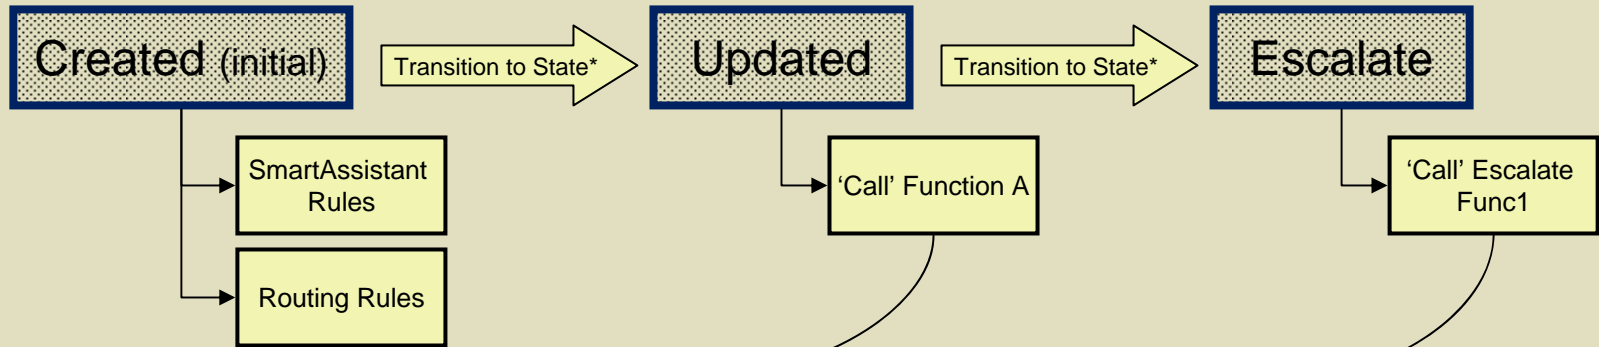 Created (initial)
Transition to State*
Updated
Transition to State*
Escalate
SmartAssistant
Rules
‘Call’ Function A
‘Call’ Escalate
Func1
Routing Rules